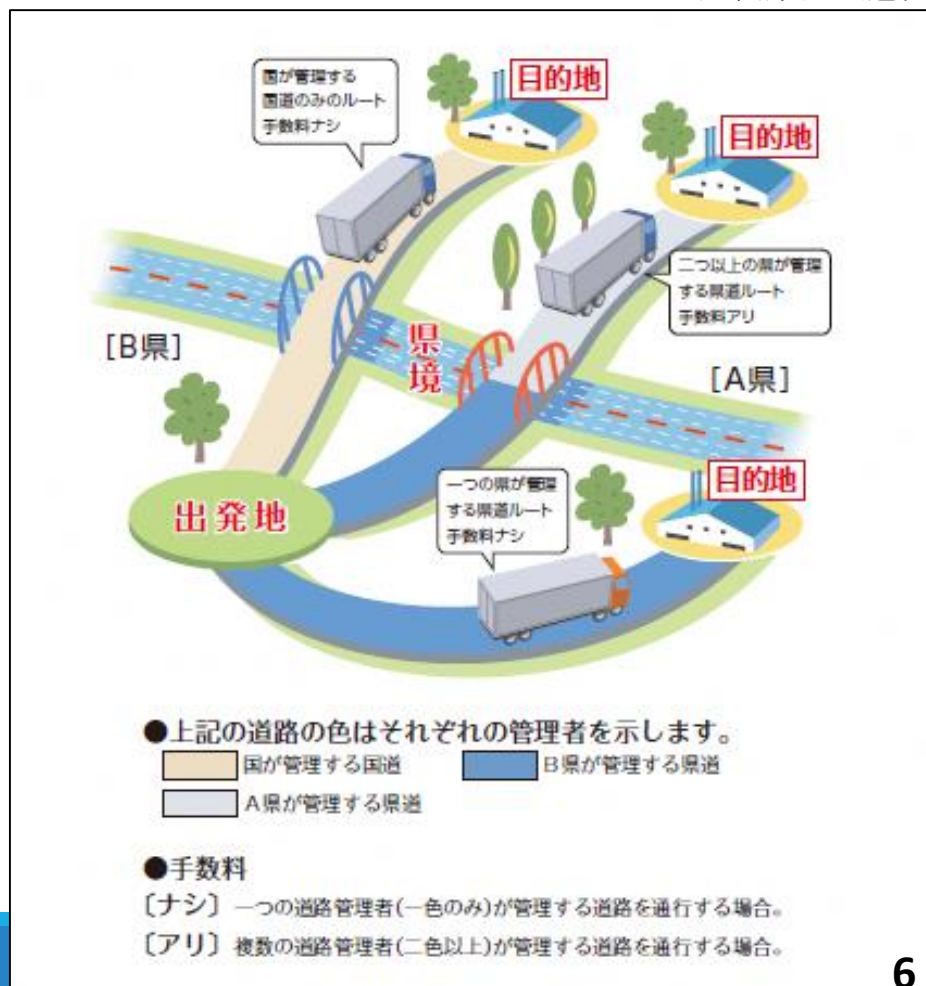 国が管理する
国道のみのルート
手数料ナシ
目的地
目的地
二つ以上の県が管理
する県道ルート
手数料アリ
[B県]
県境
[A県]
目的地
一つの県が管理
する県道ルート
手数料ナシ
出発地
●上記の道路の色はそれぞれの管理者を示します。
国が管理する国道
B県が管理する県道
A県が管理する県道
●手数料
〔ナシ〕一つの道路管理者(一色のみ)が管理する道路を通行する場合。
〔アリ〕複数の道路管理者(二色以上)が管理する道路を通行する場合。
6